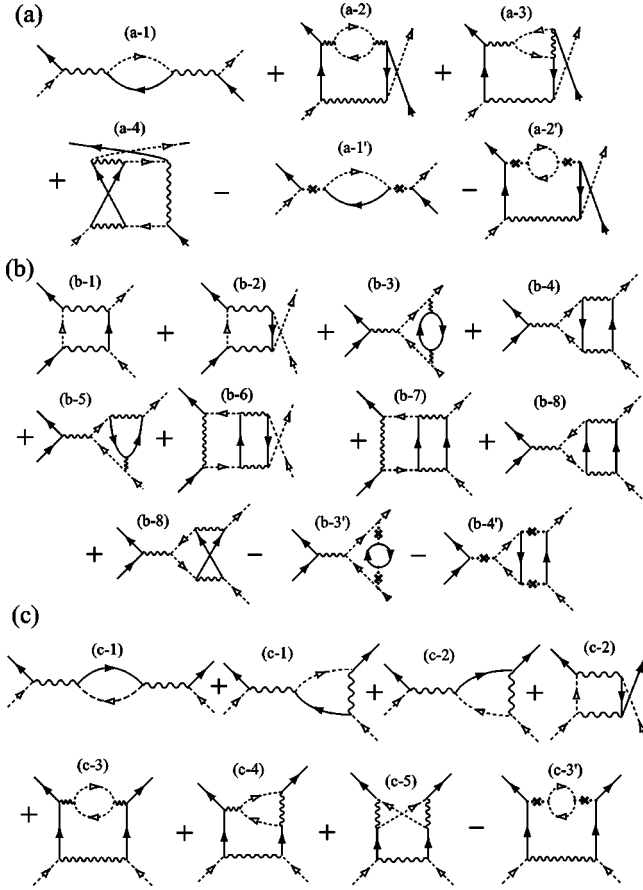 (a)
(a-1) (a-2) (a-3)
+ +
(a-4) (a-1') (a-2')
+ − −
(b)
(b-1) (b-2) (b-3) (b-4)
+ + +
(b-5) (b-6) (b-7) (b-8)
+ + + +
(b-8) (b-3') (b-4')
+ − −
(c)
(c-1) (c-1) (c-2) (c-2)
+ + +
(c-3) (c-4) (c-5) (c-3')
+ + + −